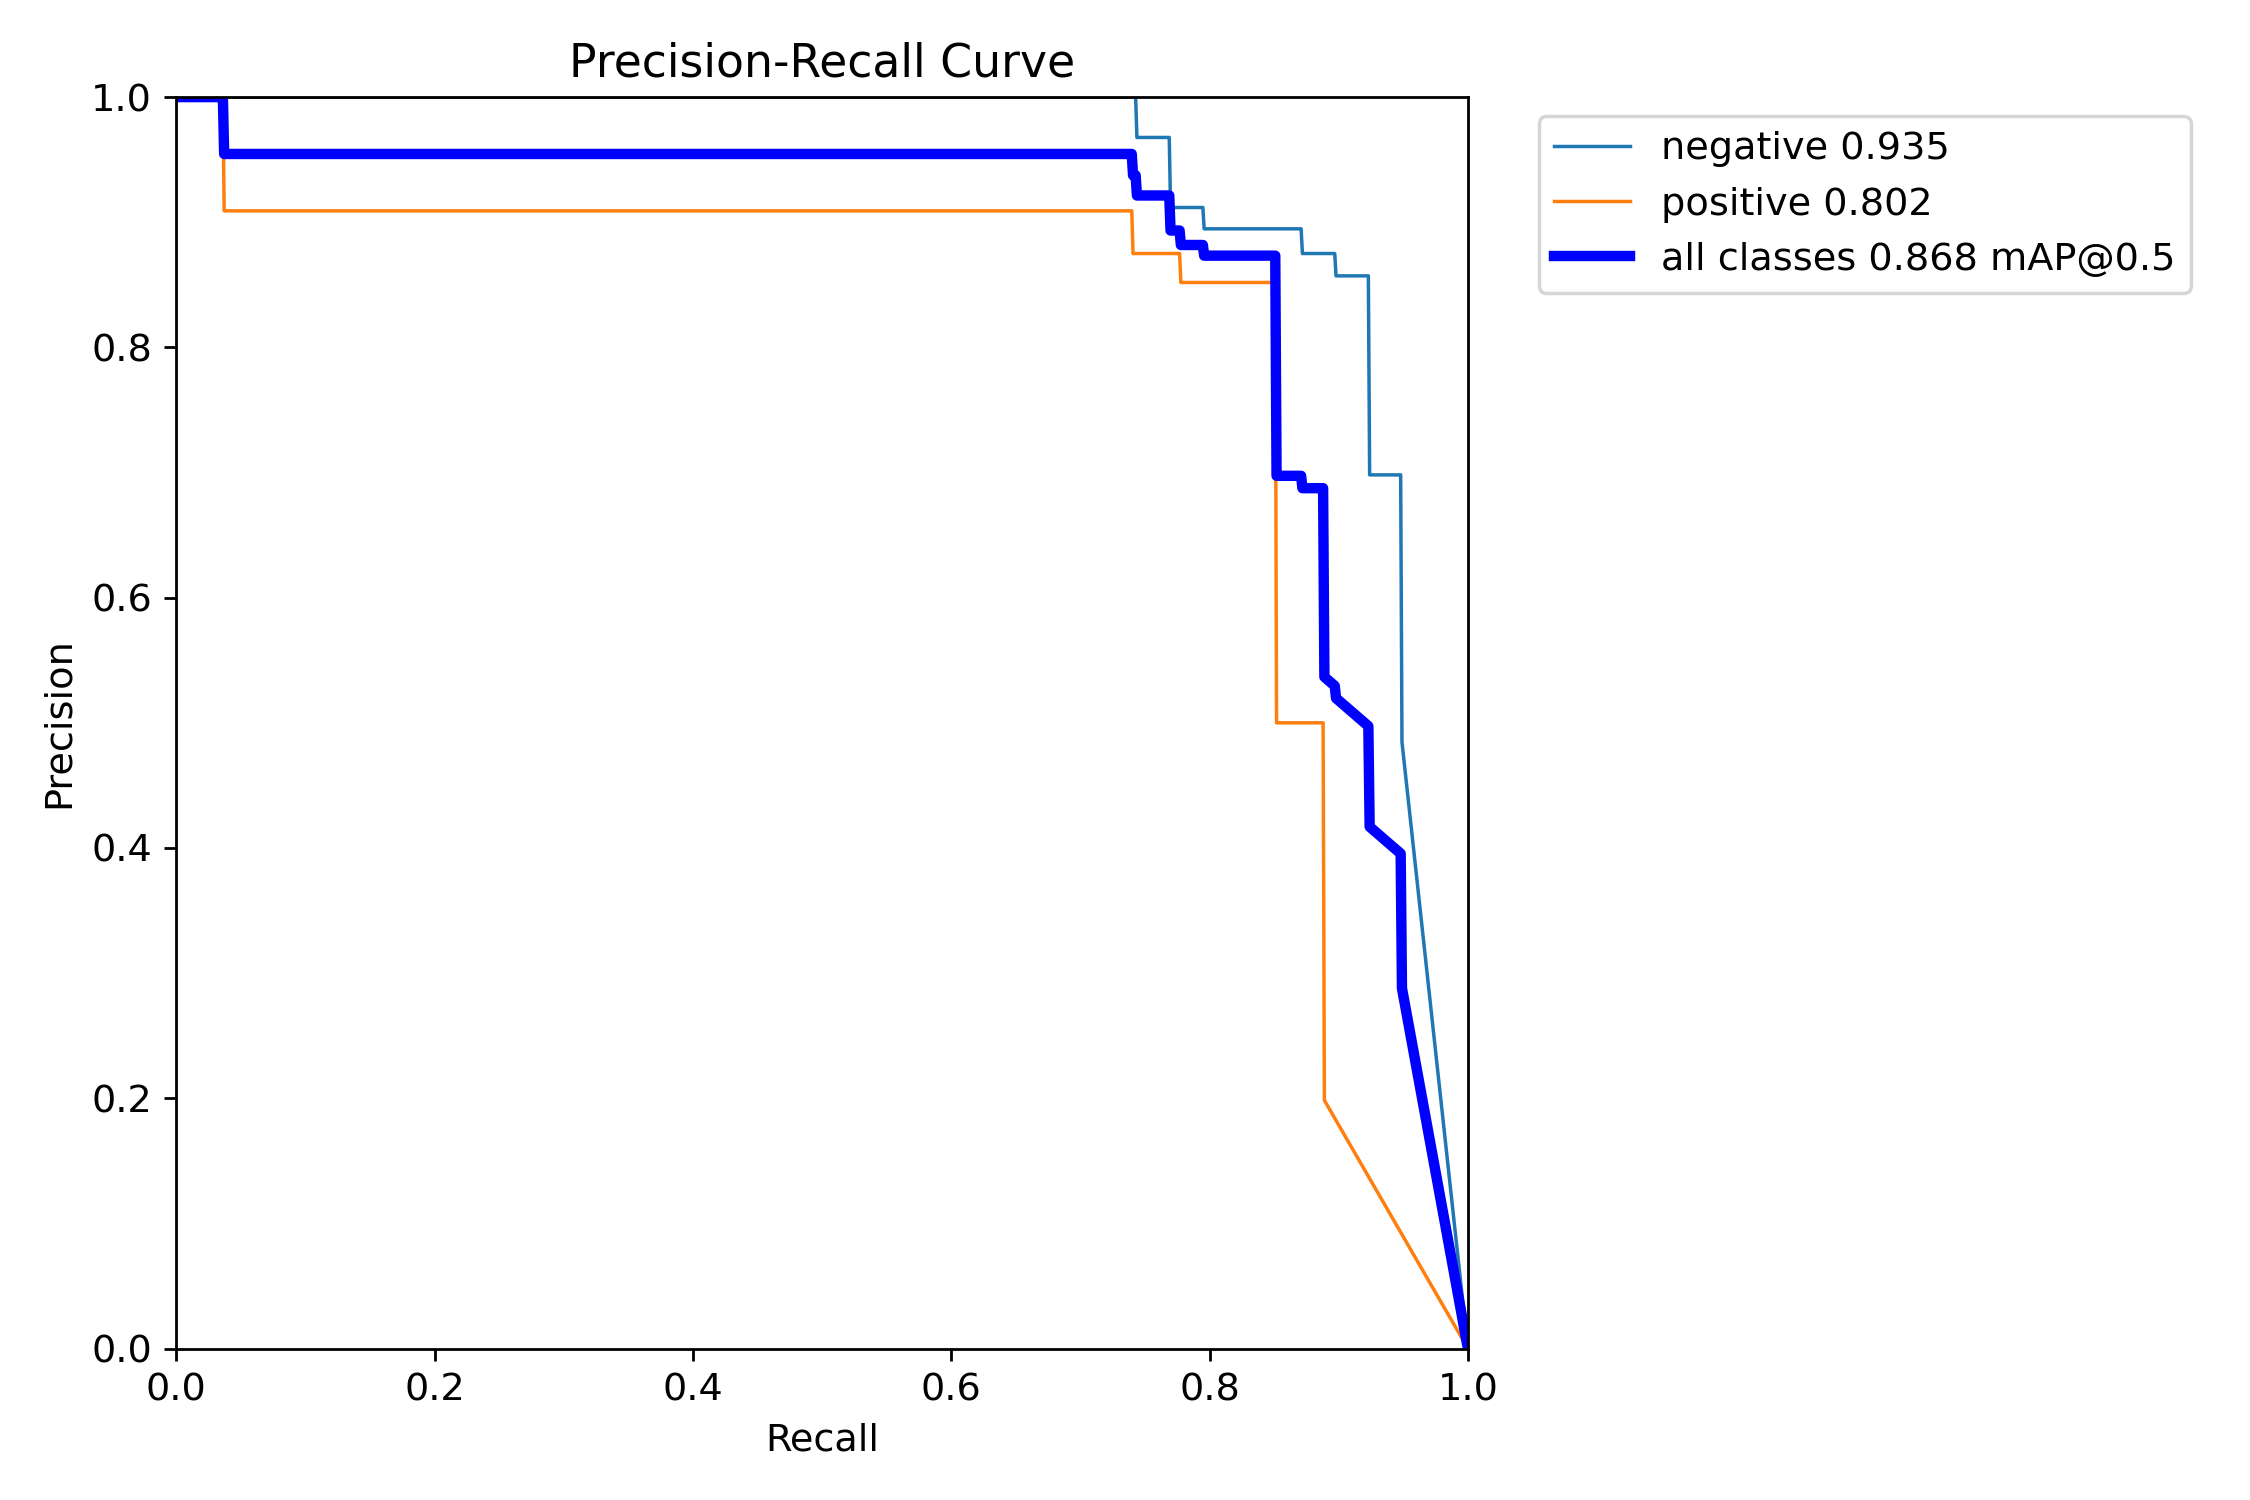 Precision-Recall Curve
negative 0.935
positive 0.802
all classes 0.868 mAP@0.5
1.0
0.8
0.6
0.4
0.2
0.0
Precision
0.0 0.2 0.4 0.6 0.8 1.0
Recall